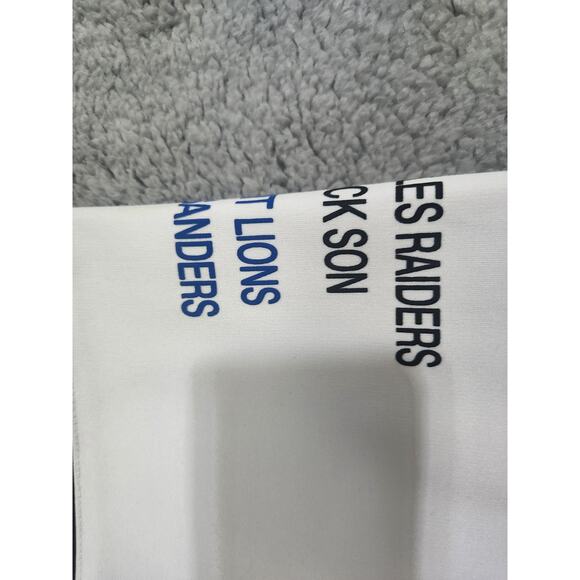 LES RAIDERS
CK SON
T LIONS
ANDERS